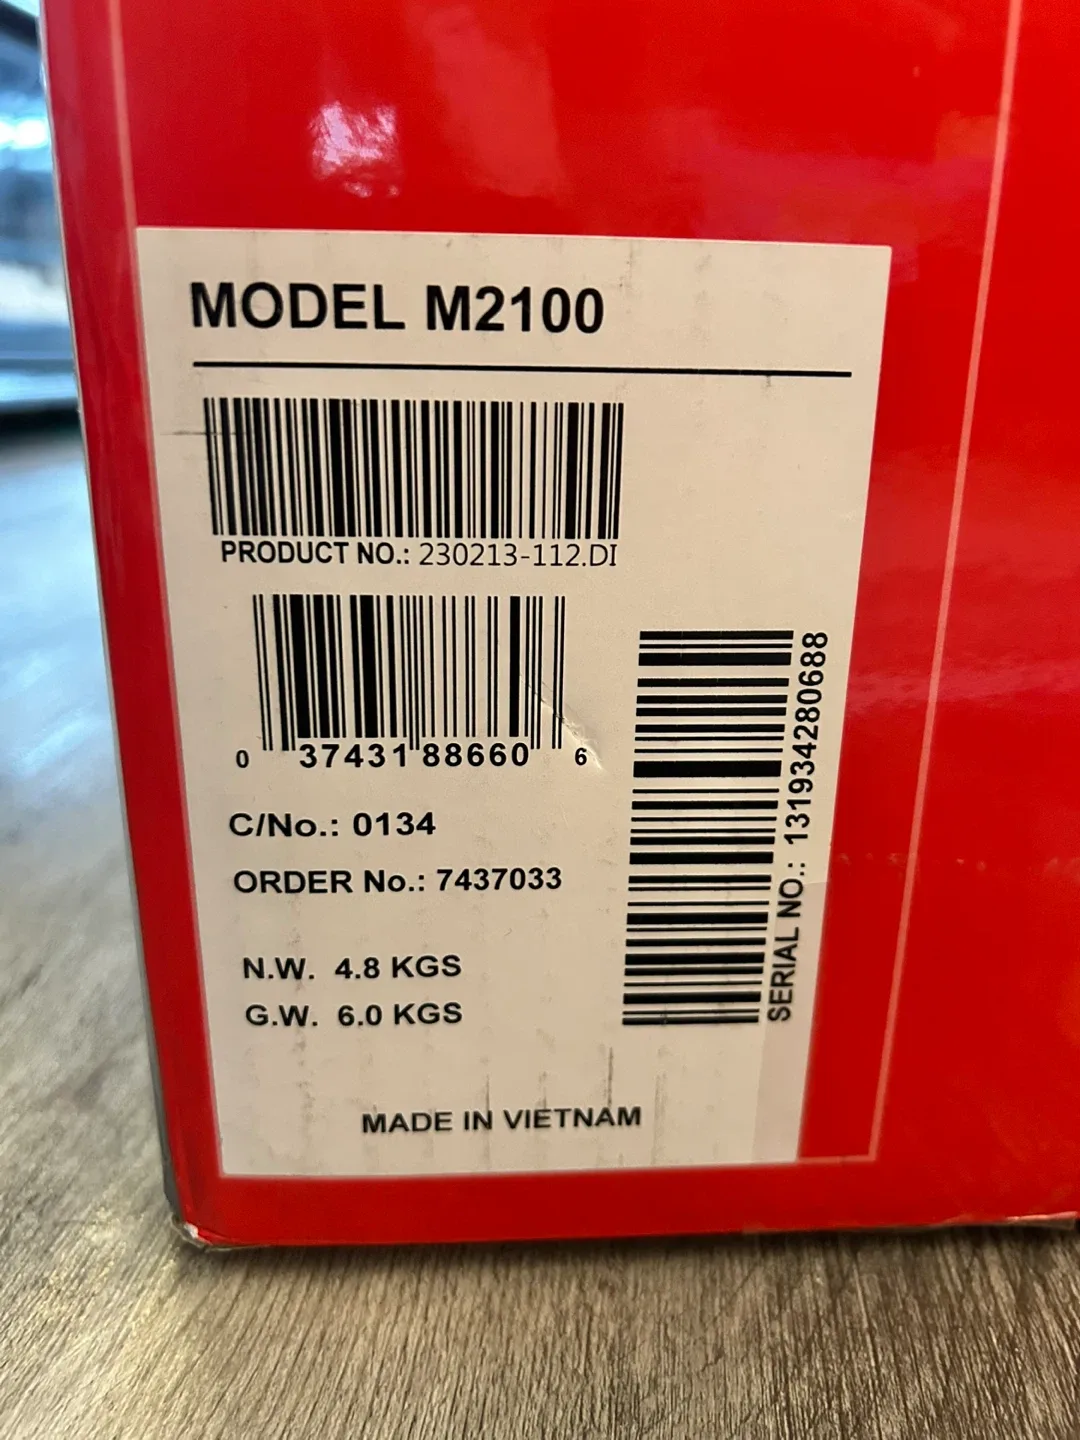 MODEL M2100
PRODUCT NO.: 230213-112.DI
0 37431 88660 6
C/No.: 0134
ORDER No.: 7437033
N.W. 4.8 KGS
G.W. 6.0 KGS
SERIAL NO.: 131934280688
MADE IN VIETNAM